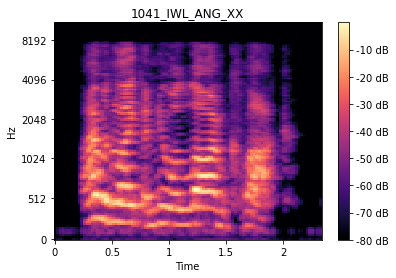 1041_IWL_ANG_XX
8192
4096
2048
1024
512
0
Hz
0
0.5
1
1.5
2
Time
-10 dB
-20 dB
-30 dB
-40 dB
-50 dB
-60 dB
-70 dB
-80 dB